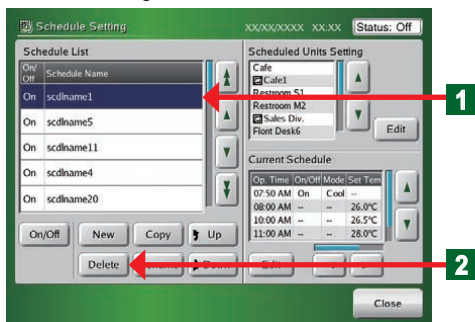 Schedule Setting
XX/XX/XXXX XX:XX
Status: Off
Schedule List
On/Off Schedule Name
On scdlname1
On scdlname5
On scdlname11
On scdlname4
On scdlname20
On/Off New Copy Up
Delete
Scheduled Units Setting
Cafe
Cafe1
Restroom S1
Restroom M2
Sales Div.
Flont Desk6
Edit
Current Schedule
Op. Time On/Off Mode Set Tem
07:50 AM On Cool --
08:00 AM -- -- 26.0°C
10:00 AM -- -- 26.5°C
11:00 AM -- -- 28.0°C
Edit
Close
1
2